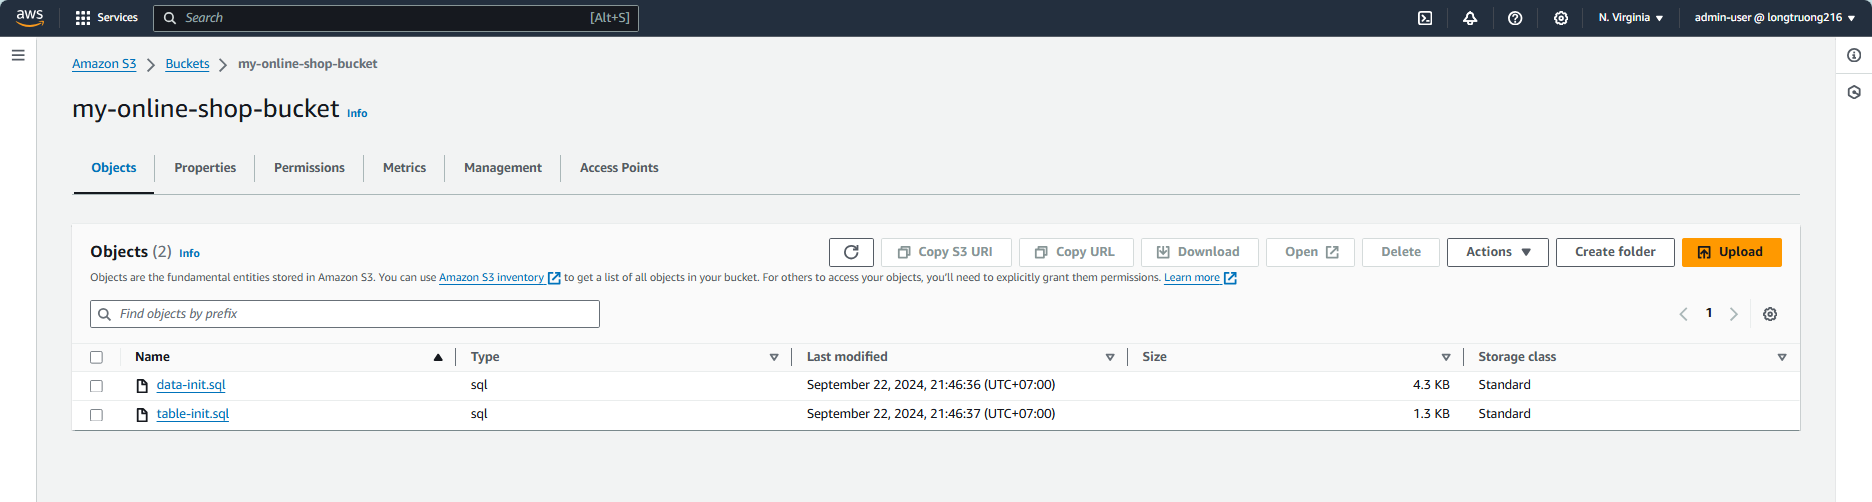 aws Services Search [Alt+S] N. Virginia admin-user @ longtruong216
Amazon S3 Buckets my-online-shop-bucket
my-online-shop-bucket Info
Objects Properties Permissions Metrics Management Access Points
Objects (2) Info Copy S3 URI Copy URL Download Open Delete Actions Create folder Upload
Objects are the fundamental entities stored in Amazon S3. You can use Amazon S3 inventory to get a list of all objects in your bucket. For others to access your objects, you'll need to explicitly grant them permissions. Learn more
Find objects by prefix 1
Name Type Last modified Size Storage class
data-init.sql sql September 22, 2024, 21:46:36 (UTC+07:00) 4.3 KB Standard
table-init.sql sql September 22, 2024, 21:46:37 (UTC+07:00) 1.3 KB Standard